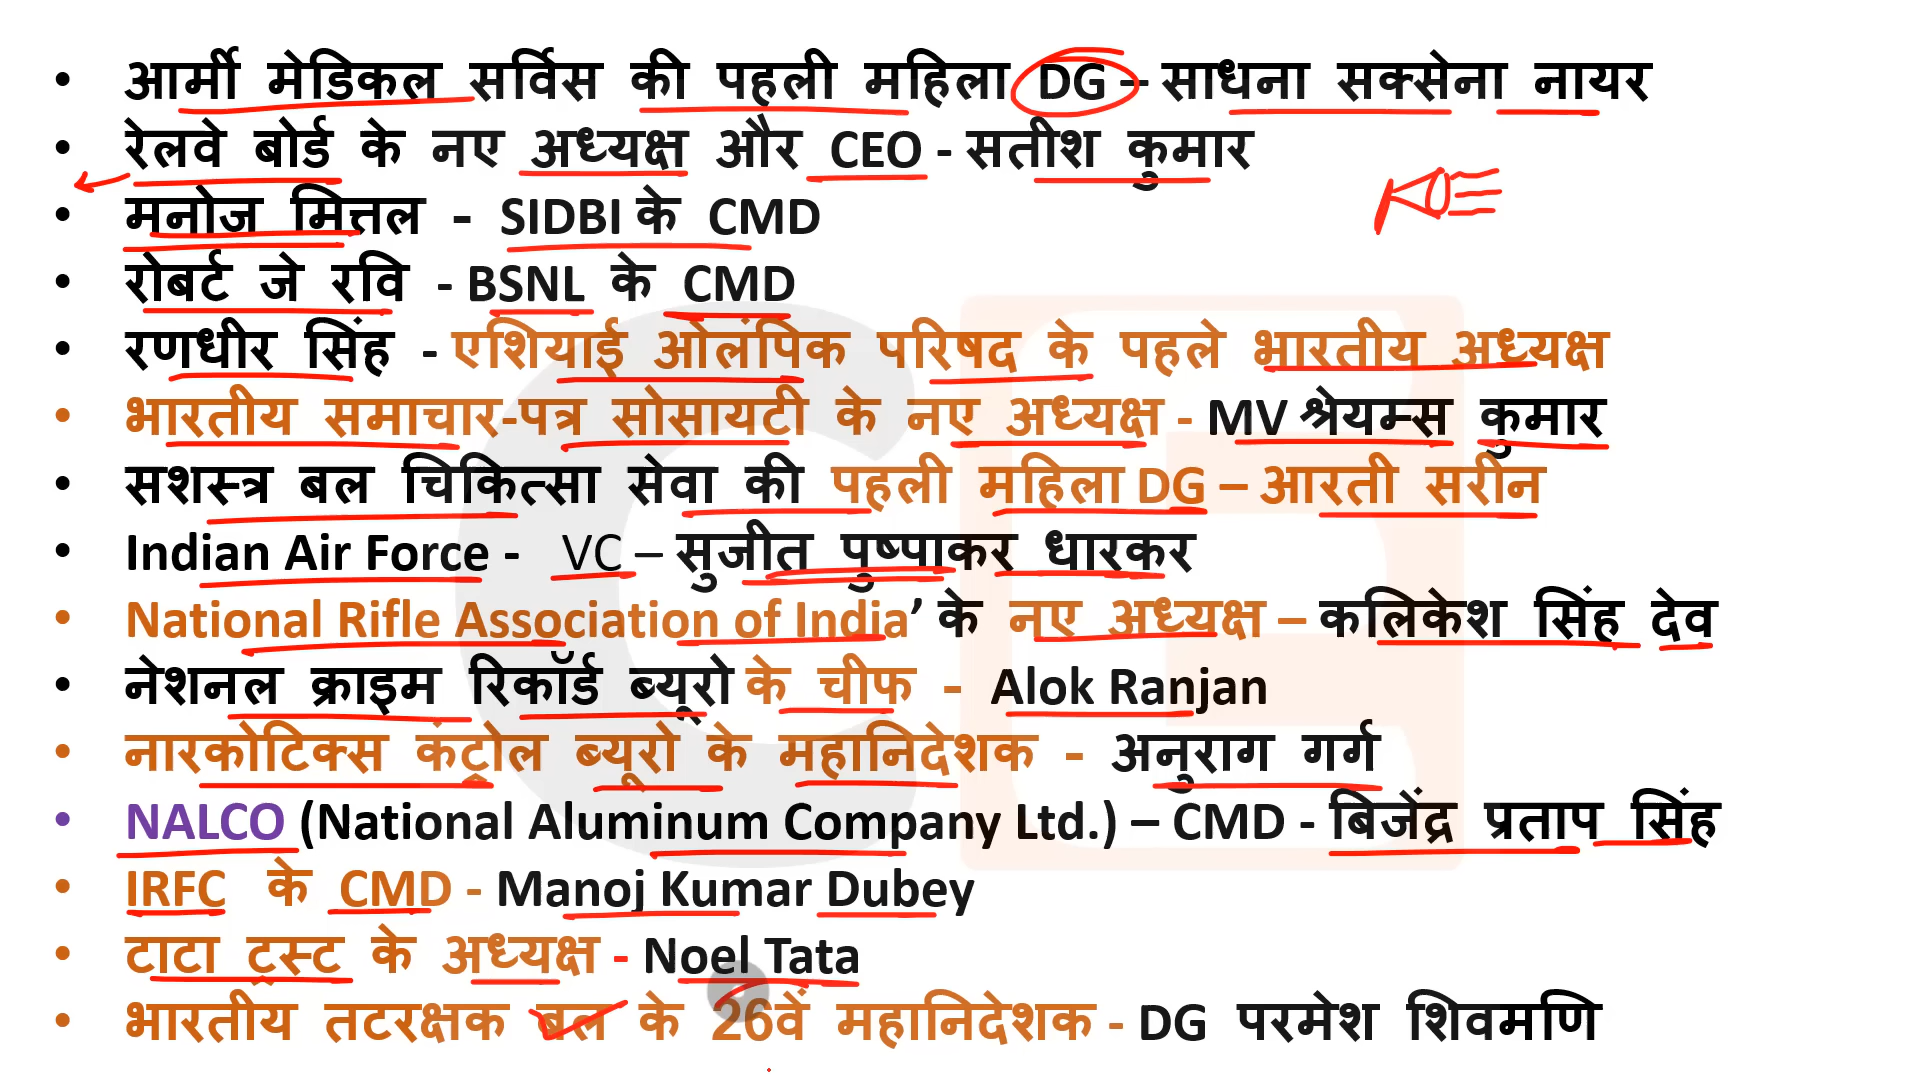 • आर्मी मेडिकल सर्विस की पहली महिला DG – साधना सक्सेना नायर
• रेलवे बोर्ड के नए अध्यक्ष और CEO - सतीश कुमार
• मनोज मित्तल - SIDBI के CMD
• रोबर्ट जे रवि - BSNL के CMD
• रणधीर सिंह - एशियाई ओलंपिक परिषद के पहले भारतीय अध्यक्ष
• भारतीय समाचार-पत्र सोसायटी के नए अध्यक्ष - MV श्रेयम्स कुमार
• सशस्त्र बल चिकित्सा सेवा की पहली महिला DG – आरती सरीन
• Indian Air Force - VC – सुजीत पुष्पाकर धारकर
• National Rifle Association of India’ के नए अध्यक्ष – कलिकेश सिंह देव
• नेशनल क्राइम रिकॉर्ड ब्यूरो के चीफ - Alok Ranjan
• नारकोटिक्स कंट्रोल ब्यूरो के महानिदेशक - अनुराग गर्ग
• NALCO (National Aluminum Company Ltd.) – CMD - बिजेंद्र प्रताप सिंह
• IRFC के CMD - Manoj Kumar Dubey
• टाटा ट्रस्ट के अध्यक्ष - Noel Tata
• भारतीय तटरक्षक बल के 26वें महानिदेशक - DG परमेश शिवमणि